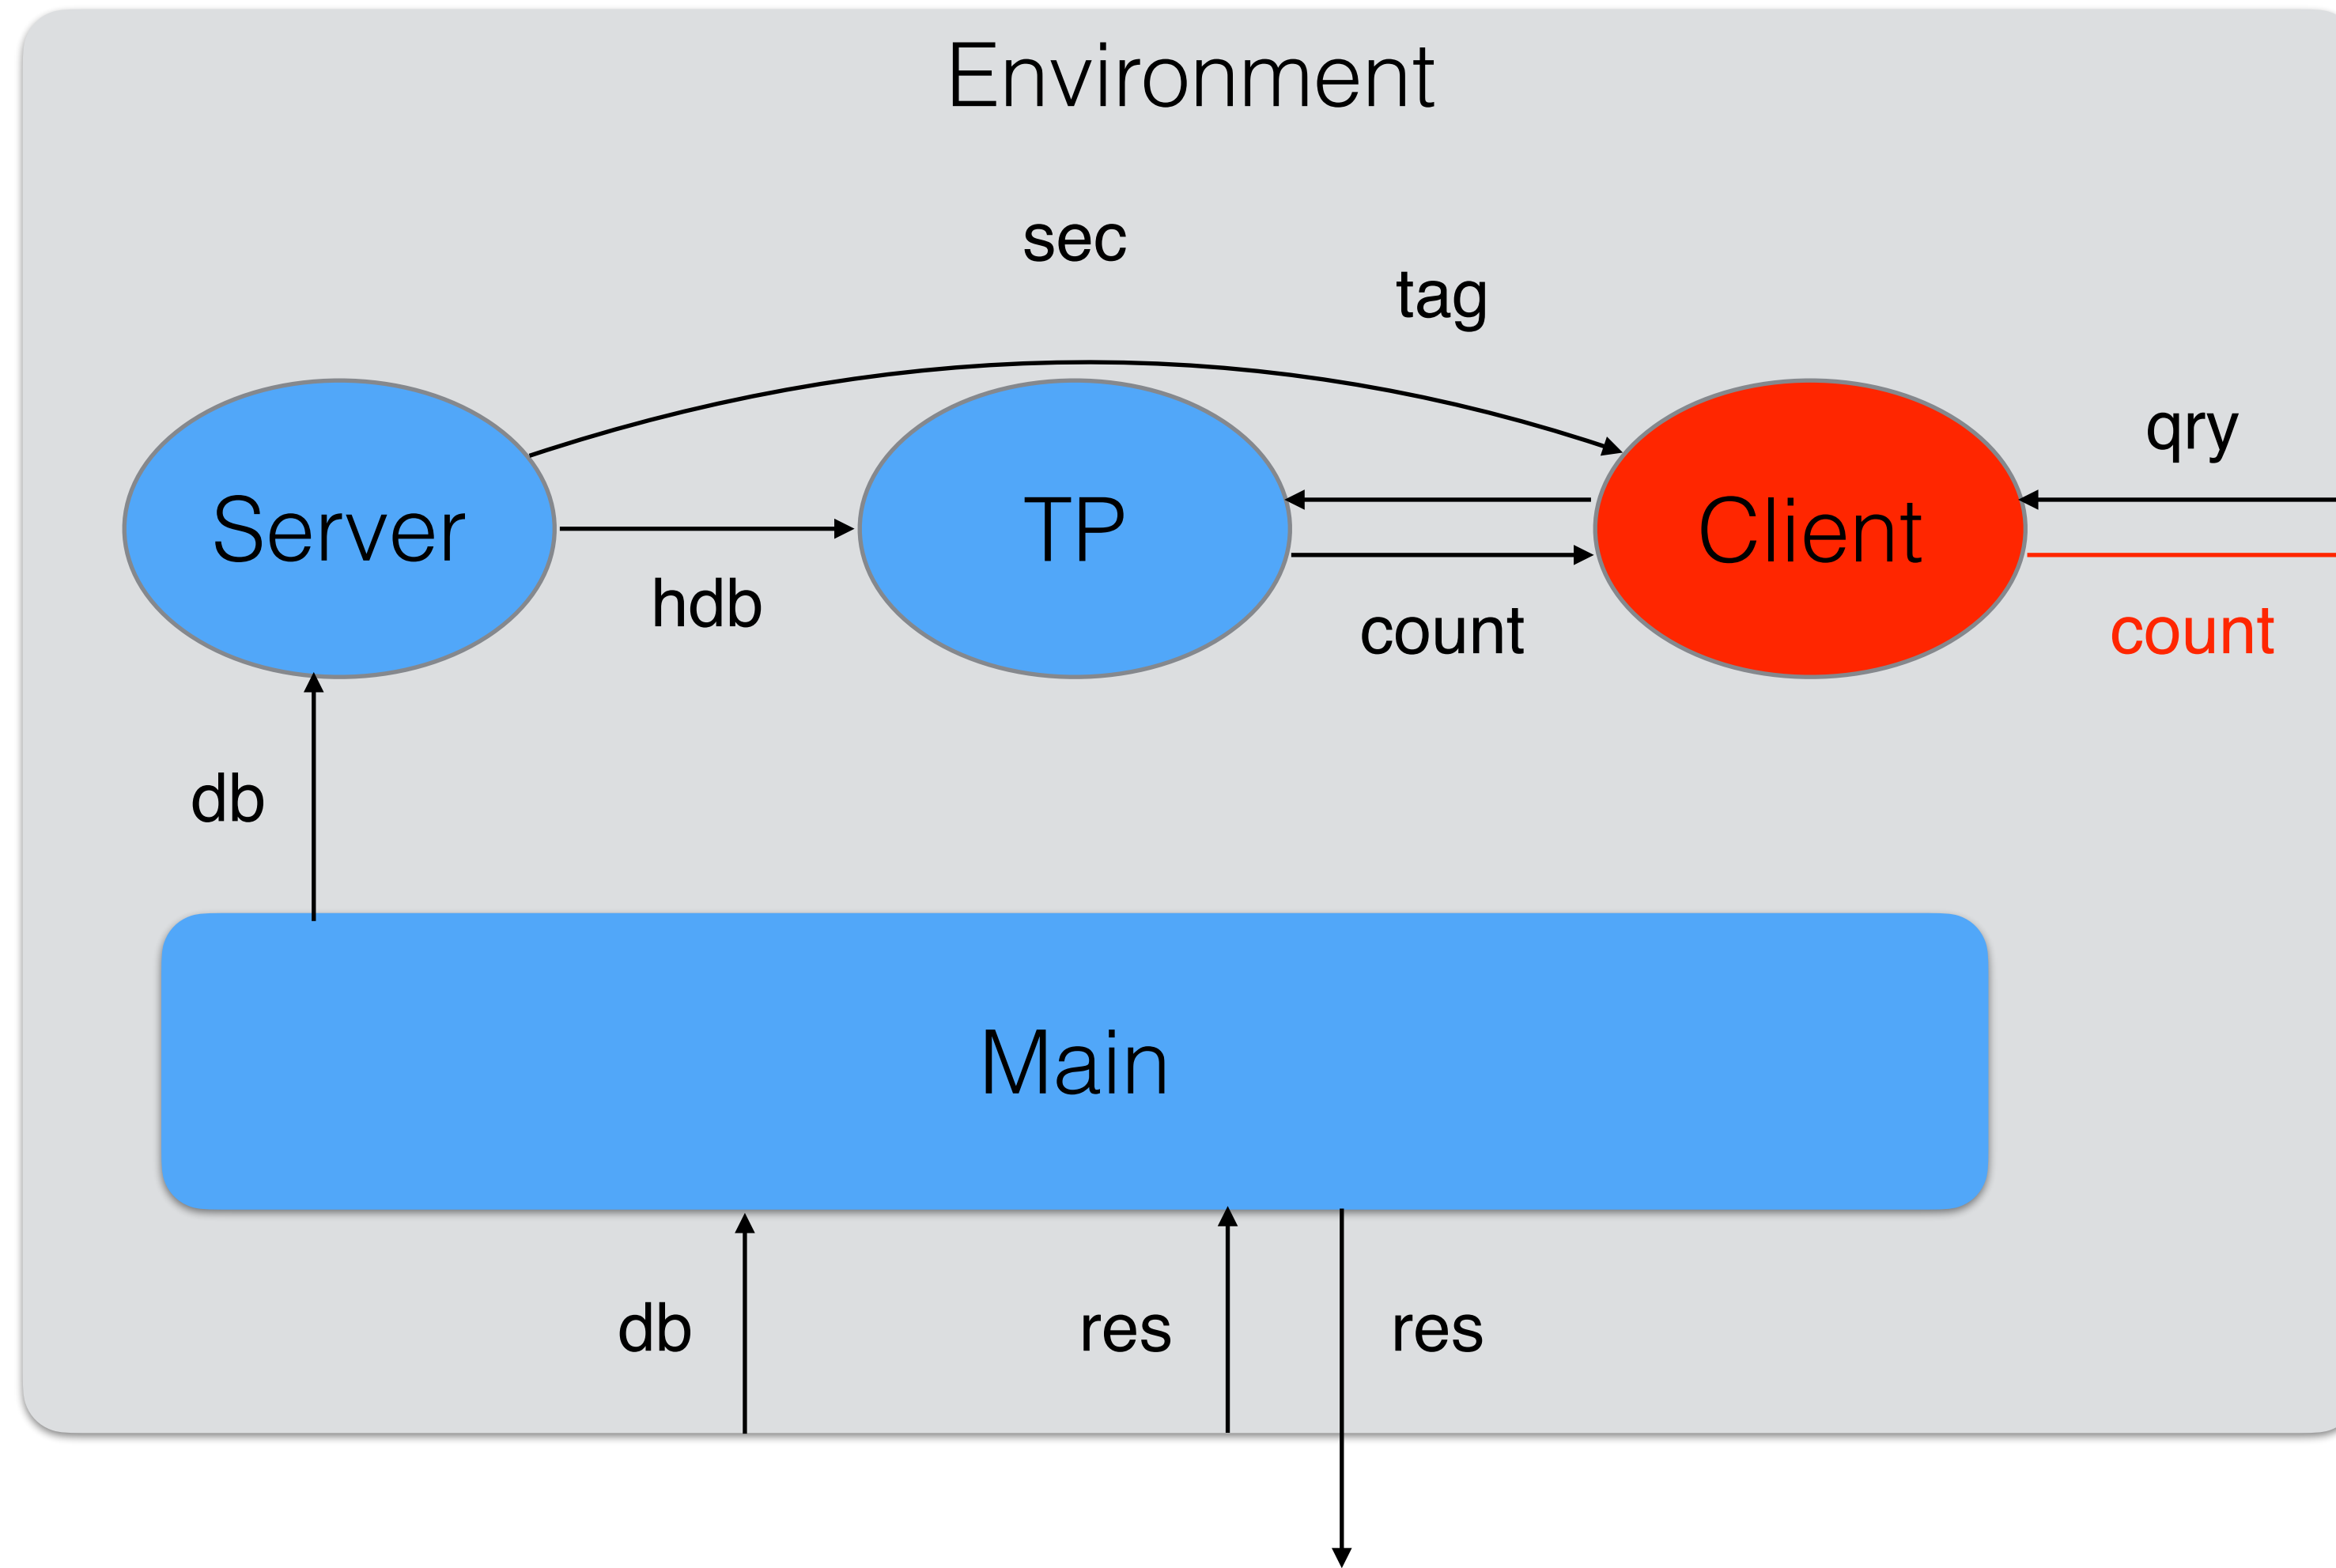 Environment
sec
tag
qry
Server
TP
Client
hdb
count
count
db
Main
db
res
res